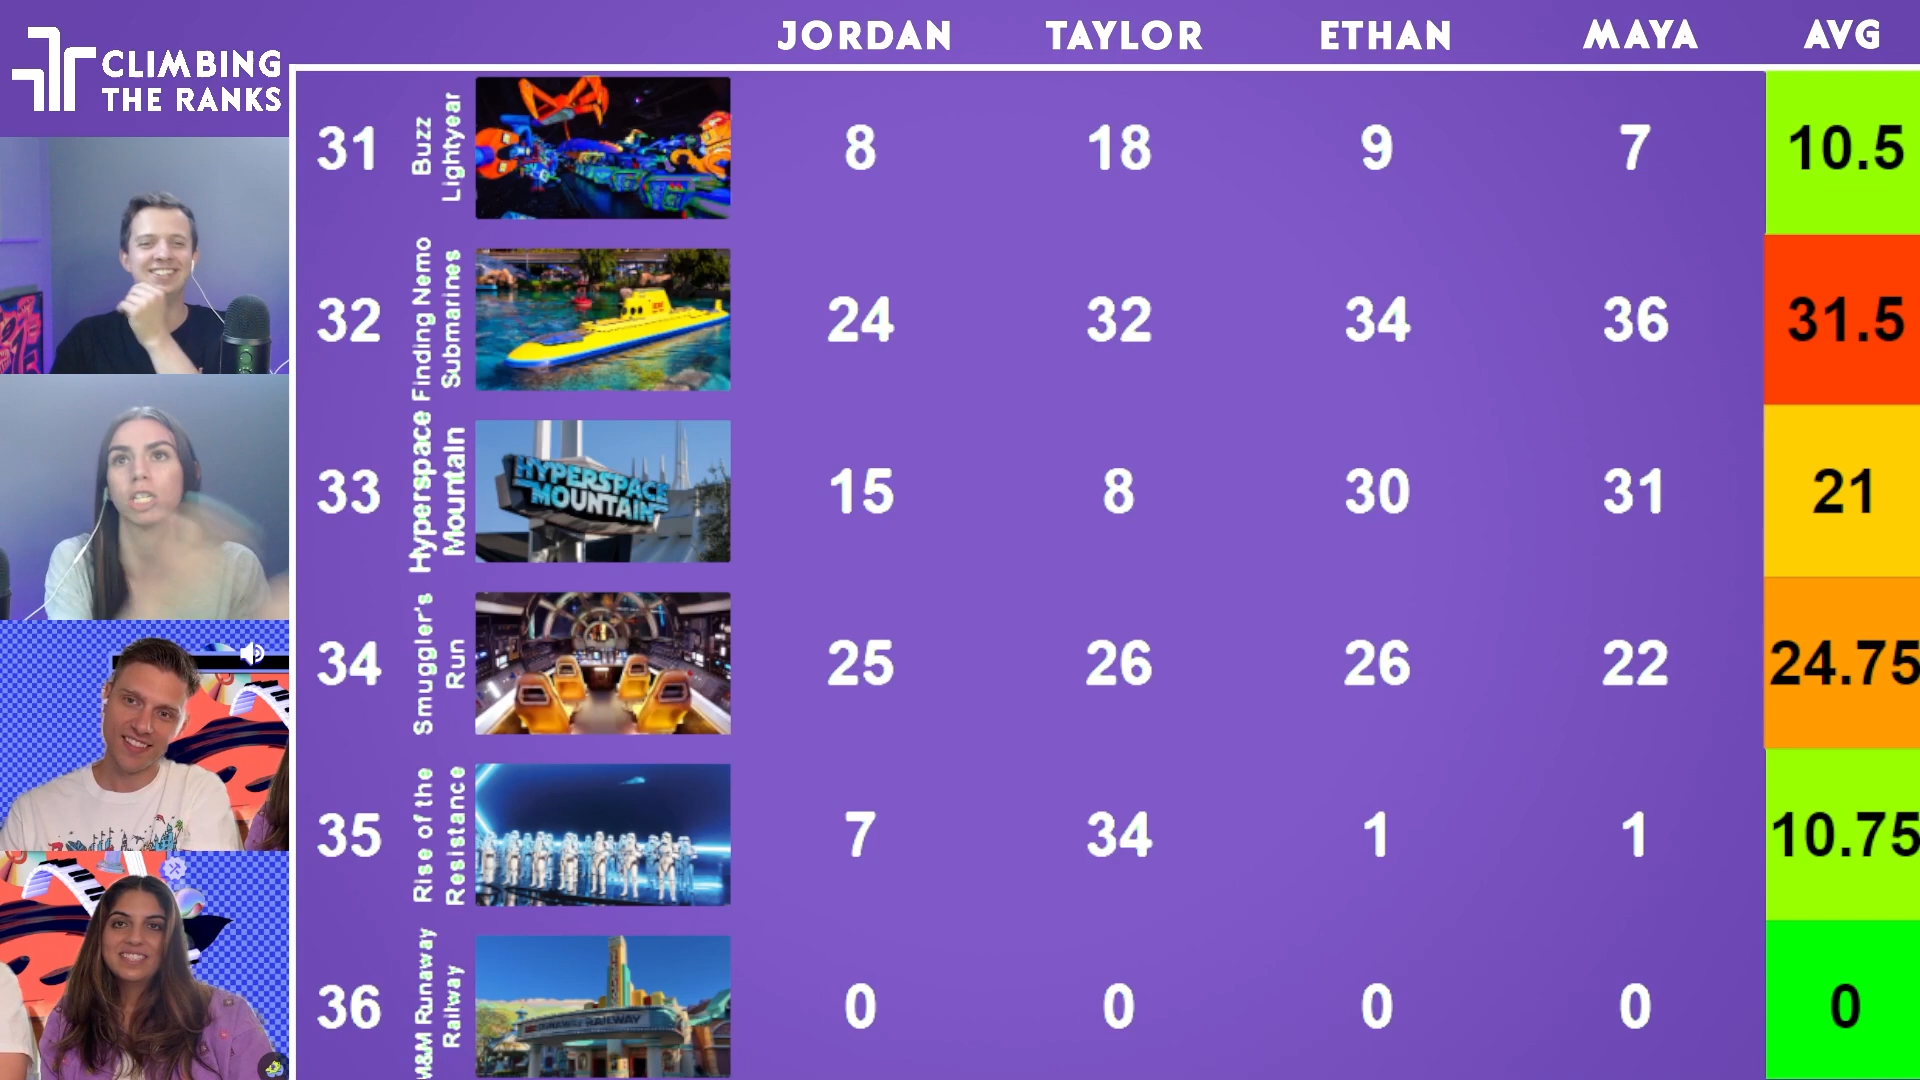 CLIMBING
THE RANKS
JORDAN TAYLOR ETHAN MAYA AVG
31 Buzz Lightyear 8 18 9 7 10.5
32 Finding Nemo Submarines 24 32 34 36 31.5
33 Hyperspace Mountain 15 8 30 31 21
HYPERSPACE
MOUNTAIN
34 Smuggler's Run 25 26 26 22 24.75
35 Rise of the Resistance 7 34 1 1 10.75
36 M&M Runaway Railway 0 0 0 0 0
RUNAWAY RAILWAY